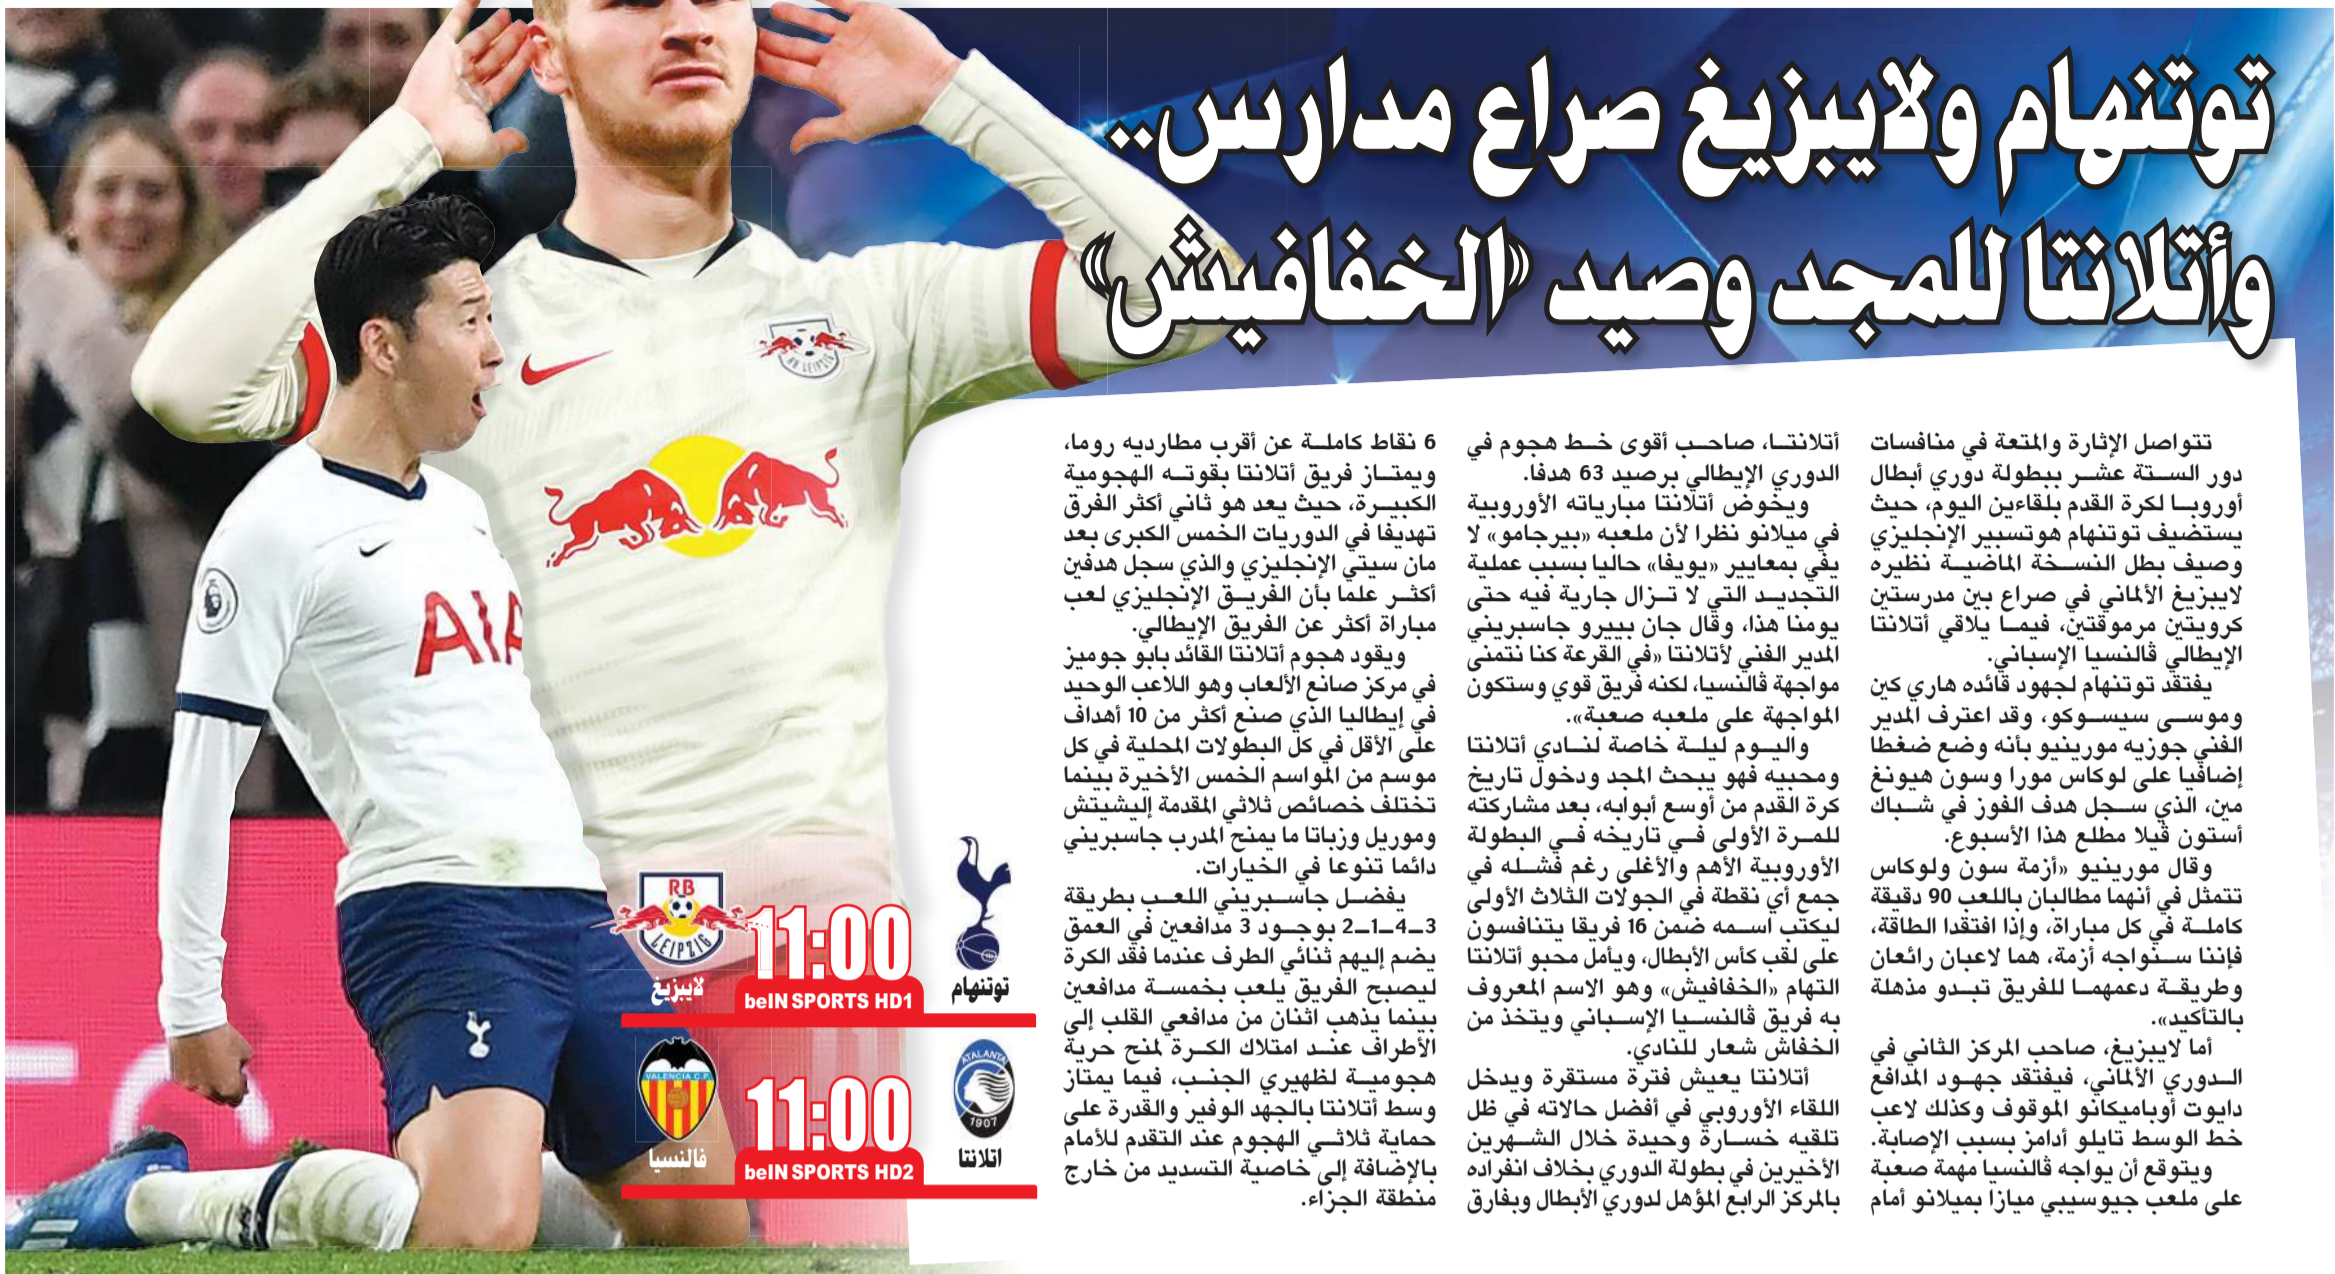 توتنهام ولايبزيغ صراع مدارس..
وأتلانتا للمجد وصيد «الخفافيش»
تتواصل الإثارة والمتعة في منافسات
دور الستة عشر ببطولة دوري أبطال
أوروبا لكرة القدم بلقاءين اليوم، حيث
يستضيف توتنهام هوتسبير الإنجليزي
وصيف بطل النسخة الماضية نظيره
لايبزيغ الألماني في صراع بين مدرستين
كرويتين مرموقتين، فيما يلاقي أتلانتا
الإيطالي ڤالنسيا الإسباني.
يفتقد توتنهام لجهود قائده هاري كين
وموسى سيسوكو، وقد اعترف المدير
الفني جوزيه مورينيو بأنه وضع ضغطا
إضافيا على لوكاس مورا وسون هيونغ
مين، الذي سجل هدف الفوز في شباك
أستون ڤيلا مطلع هذا الأسبوع.
وقال مورينيو «أزمة سون ولوكاس
تتمثل في أنهما مطالبان باللعب 90 دقيقة
كاملة في كل مباراة، وإذا افتقدا الطاقة،
فإننا سنواجه أزمة، هما لاعبان رائعان
وطريقة دعمهما للفريق تبدو مذهلة
بالتأكيد».
أما لايبزيغ، صاحب المركز الثاني في
الدوري الألماني، فيفتقد جهود المدافع
دايوت أوباميكانو الموقوف وكذلك لاعب
خط الوسط تايلو أدامز بسبب الإصابة.
ويتوقع أن يواجه ڤالنسيا مهمة صعبة
على ملعب جيوسيبي ميازا بميلانو أمام
أتلانتا، صاحب أقوى خط هجوم في
الدوري الإيطالي برصيد 63 هدفا.
ويخوض أتلانتا مبارياته الأوروبية
في ميلانو نظرا لأن ملعبه «بيرجامو» لا
يفي بمعايير «يويفا» حاليا بسبب عملية
التجديد التي لا تزال جارية فيه حتى
يومنا هذا، وقال جان بييرو جاسبريني
المدير الفني لأتلانتا «في القرعة كنا نتمنى
مواجهة ڤالنسيا، لكنه فريق قوي وستكون
المواجهة على ملعبه صعبة».
واليوم ليلة خاصة لنادي أتلانتا
ومحبيه فهو يبحث المجد ودخول تاريخ
كرة القدم من أوسع أبوابه، بعد مشاركته
للمرة الأولى في تاريخه في البطولة
الأوروبية الأهم والأغلى رغم فشله في
جمع أي نقطة في الجولات الثلاث الأولى
ليكتب اسمه ضمن 16 فريقا يتنافسون
على لقب كأس الأبطال، ويأمل محبو أتلانتا
التهام «الخفافيش» وهو الاسم المعروف
به فريق ڤالنسيا الإسباني ويتخذ من
الخفاش شعار للنادي.
أتلانتا يعيش فترة مستقرة ويدخل
اللقاء الأوروبي في أفضل حالاته في ظل
تلقيه خسارة وحيدة خلال الشهرين
الأخيرين في بطولة الدوري بخلاف انفراده
بالمركز الرابع المؤهل لدوري الأبطال وبفارق
6 نقاط كاملة عن أقرب مطارديه روما،
ويمتاز فريق أتلانتا بقوته الهجومية
الكبيرة، حيث يعد هو ثاني أكثر الفرق
تهديفا في الدوريات الخمس الكبرى بعد
مان سيتي الإنجليزي والذي سجل هدفين
أكثر علما بأن الفريق الإنجليزي لعب
مباراة أكثر عن الفريق الإيطالي.
ويقود هجوم أتلانتا القائد بابو جوميز
في مركز صانع الألعاب وهو اللاعب الوحيد
في إيطاليا الذي صنع أكثر من 10 أهداف
على الأقل في كل البطولات المحلية في كل
موسم من المواسم الخمس الأخيرة بينما
تختلف خصائص ثلاثي المقدمة إليشيتش
وموريل وزباتا ما يمنح المدرب جاسبريني
دائما تنوعا في الخيارات.
يفضل جاسبريني اللعب بطريقة
3-4-1-2 بوجود 3 مدافعين في العمق
يضم إليهم ثنائي الطرف عندما فقد الكرة
ليصبح الفريق يلعب بخمسة مدافعين
بينما يذهب اثنان من مدافعي القلب إلى
الأطراف عند امتلاك الكرة لمنح حرية
هجومية لظهيري الجنب، فيما يمتاز
وسط أتلانتا بالجهد الوفير والقدرة على
حماية ثلاثي الهجوم عند التقدم للأمام
بالإضافة إلى خاصية التسديد من خارج
منطقة الجزاء.
RB LEIPZIG
AIA
توتنهام
11:00
beIN SPORTS HD1
RB
LEIPZIG
لايبزيغ
ATALANTA
1907
اتلانتا
11:00
beIN SPORTS HD2
VALENCIA C.F.
فالنسيا